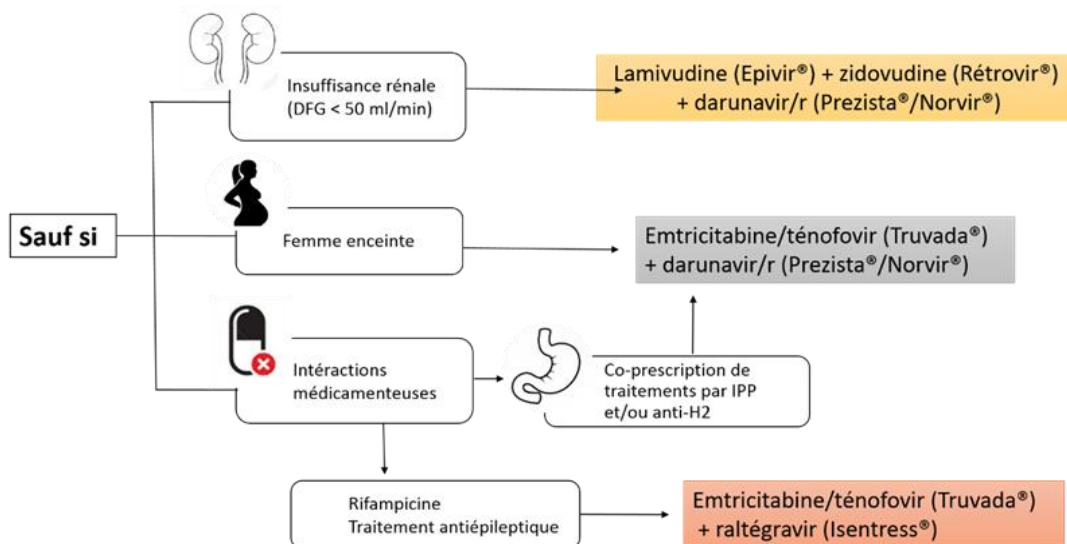 Insuffisance rénale
(DFG < 50 ml/min)
Lamivudine (Epivir®) + zidovudine (Rétrovir®)
+ darunavir/r (Prezista®/Norvir®)
Sauf si
Femme enceinte
Emtricitabine/ténofovir (Truvada®)
+ darunavir/r (Prezista®/Norvir®)
Intéractions
médicamenteuses
Co-prescription de
traitements par IPP
et/ou anti-H2
Rifampicine
Traitement antiépileptique
Emtricitabine/ténofovir (Truvada®)
+ raltégravir (Isentress®)